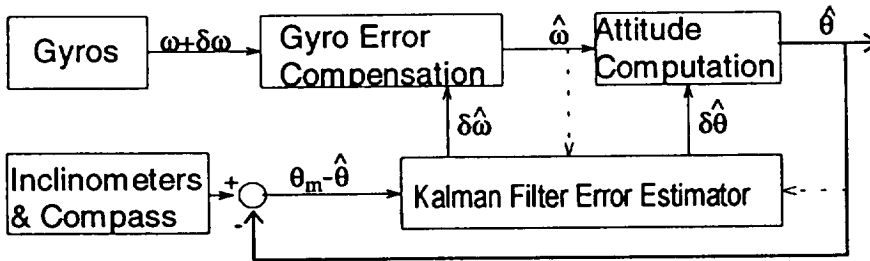 Gyros
ω+δω
Gyro Error
Compensation
ω̂
Attitude
Computation
θ̂
δω̂
δθ̂
Inclinometers
& Compass
+
-
θₘ-θ̂
Kalman Filter Error Estimator